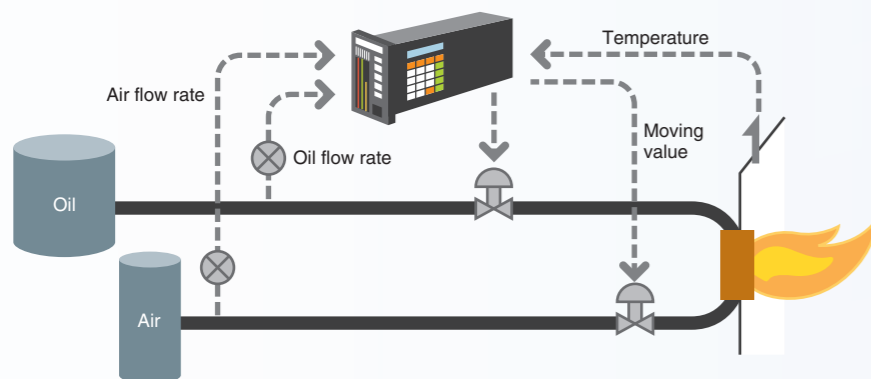 Temperature
Air flow rate
Oil flow rate
Moving
value
Oil
Air